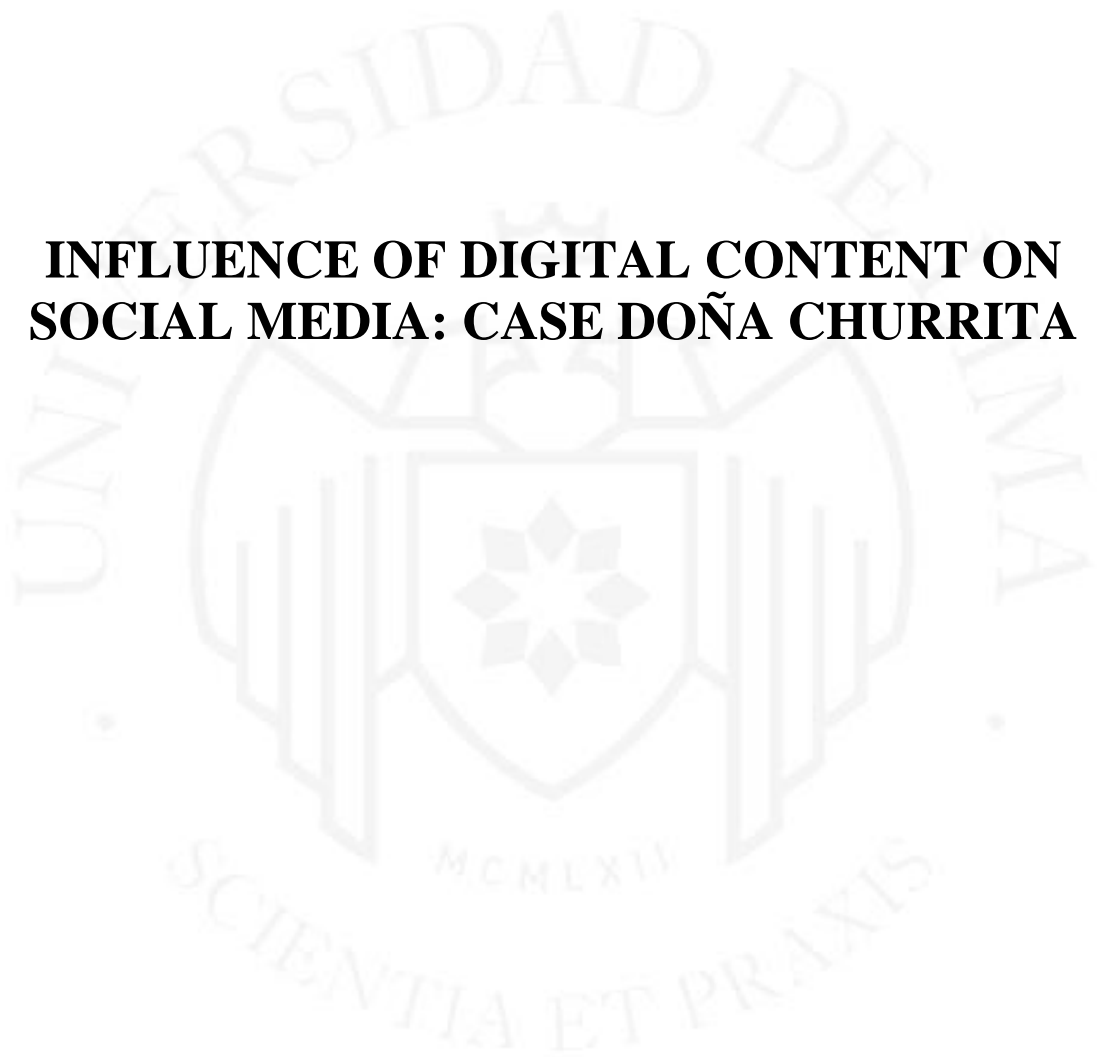 UNIVERSIDAD DE LIMA
INFLUENCE OF DIGITAL CONTENT ON
SOCIAL MEDIA: CASE DOÑA CHURRITA
MCMLXII
SCIENTIA ET PRAXIS